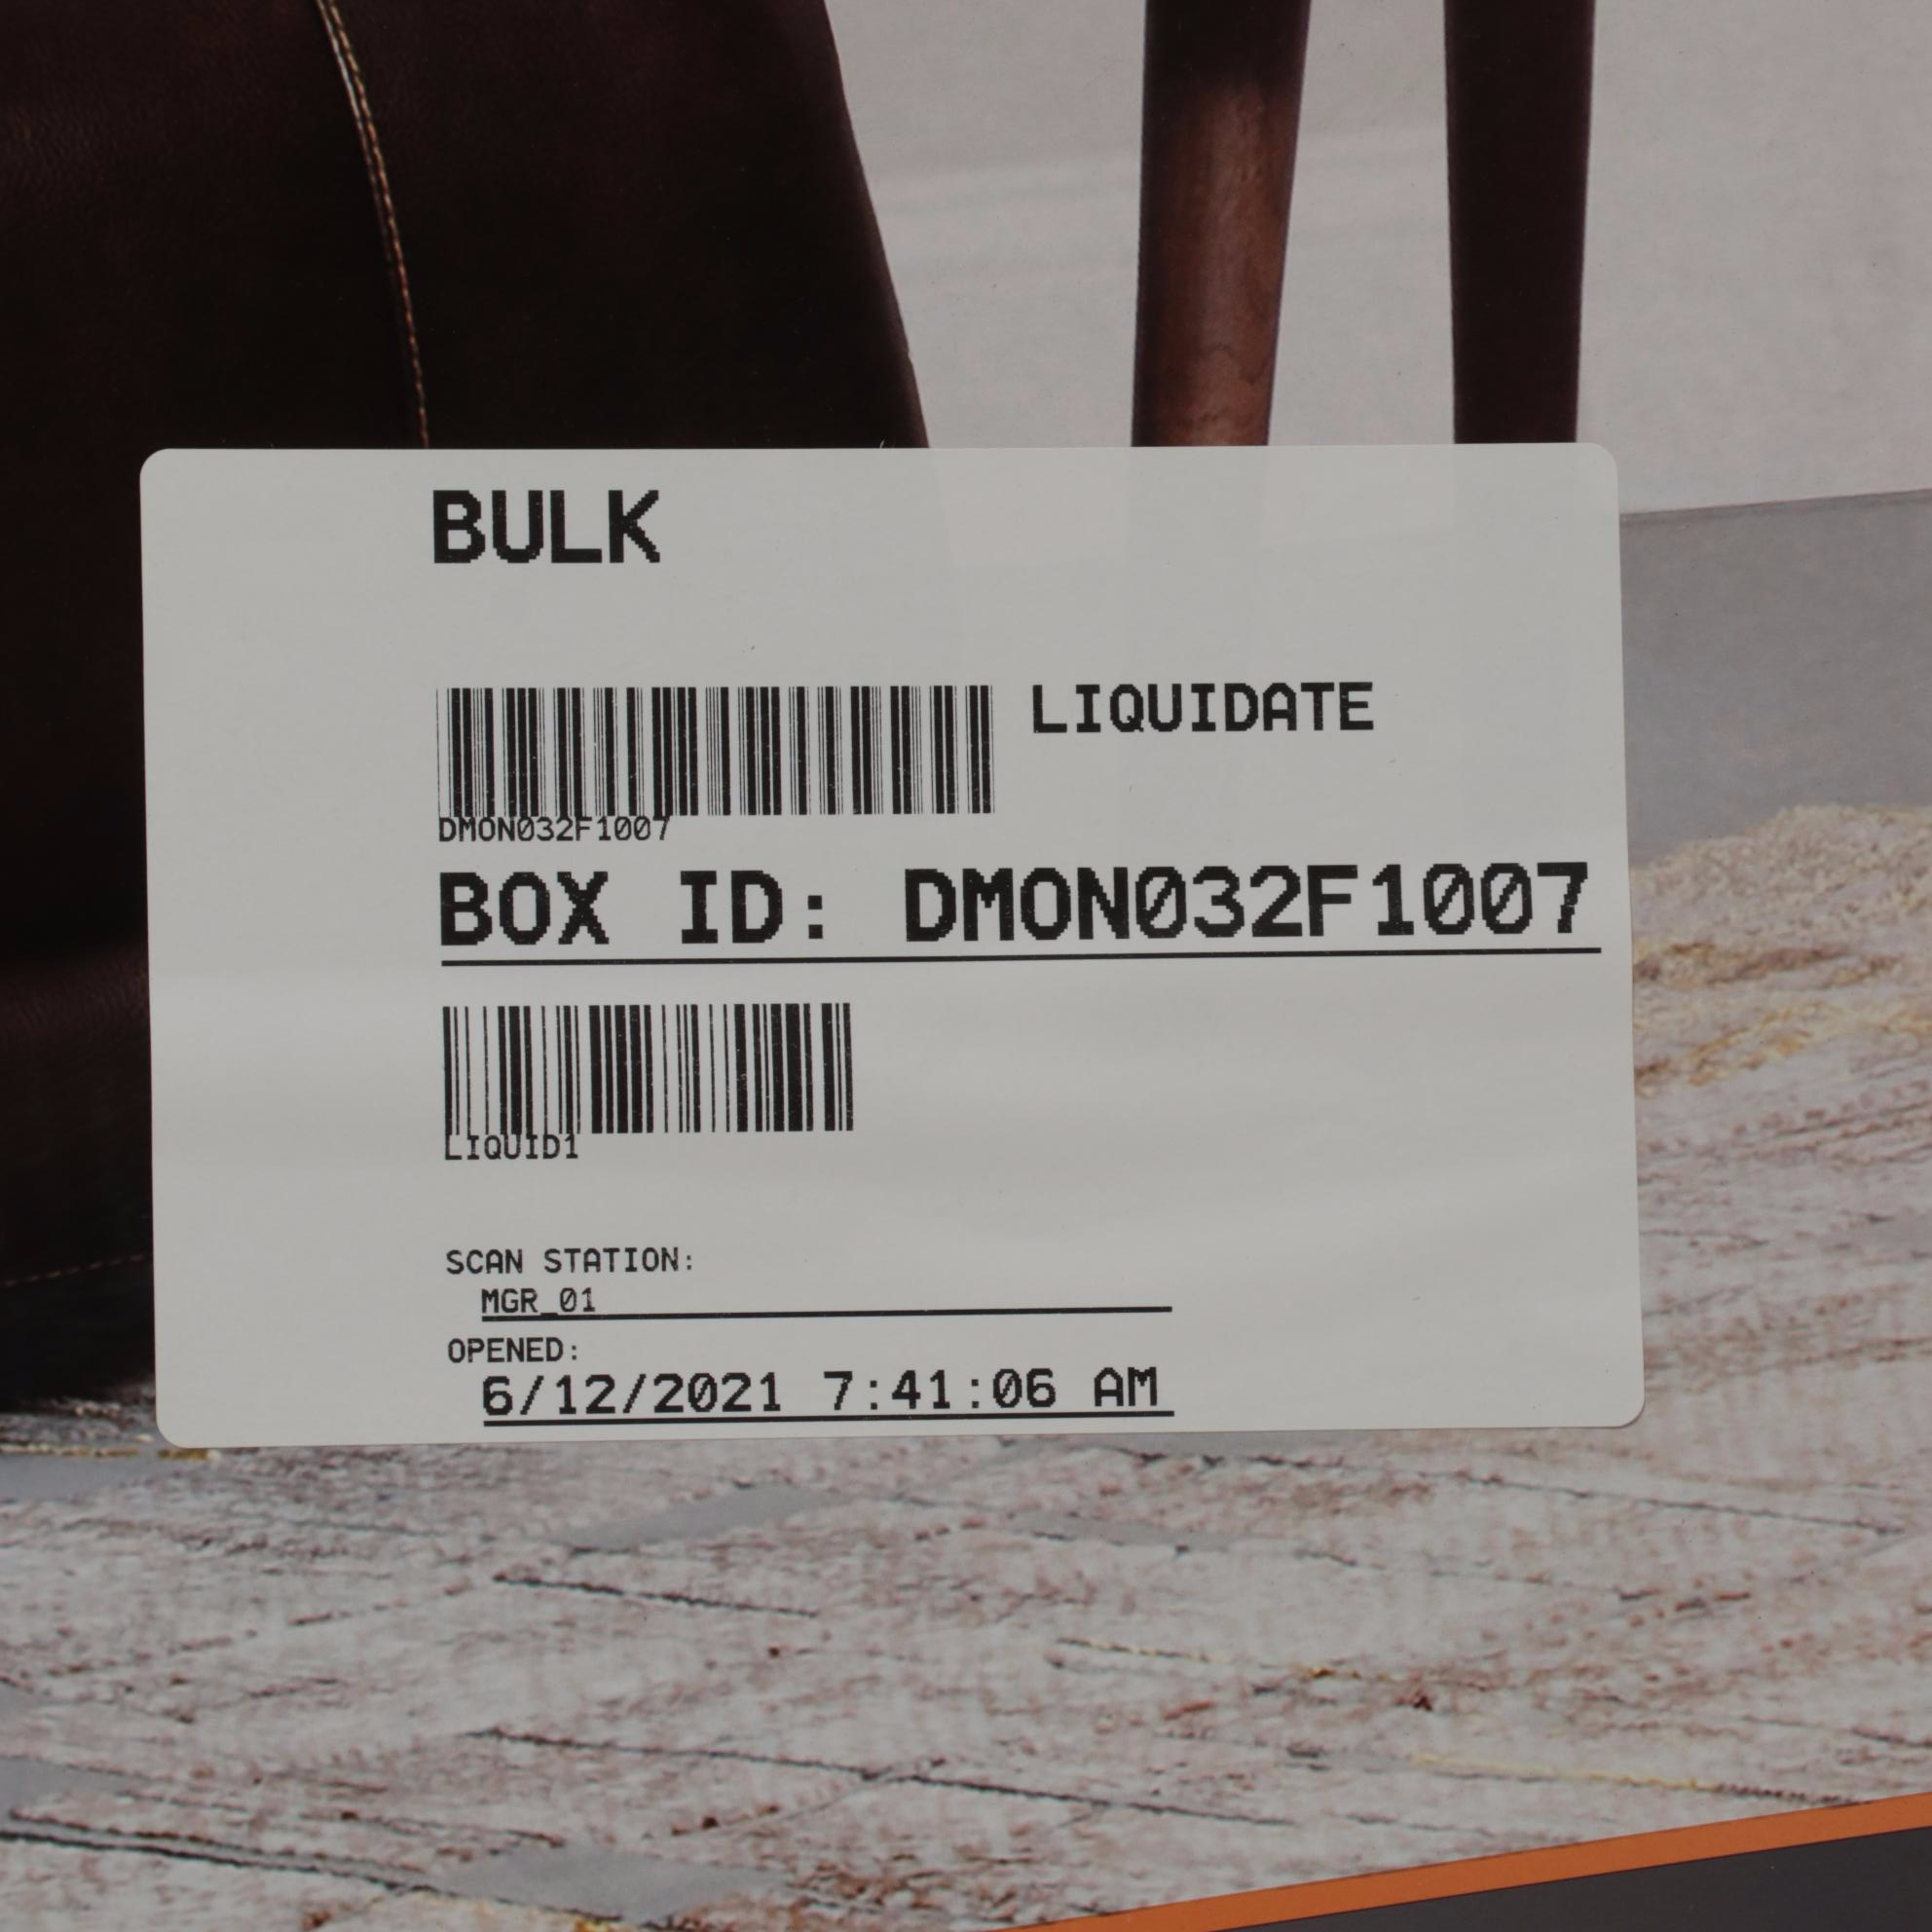 BULK
LIQUIDATE
DMON032F1007
BOX ID: DMON032F1007
LIQUID1
SCAN STATION:
MGR_01
OPENED:
6/12/2021 7:41:06 AM